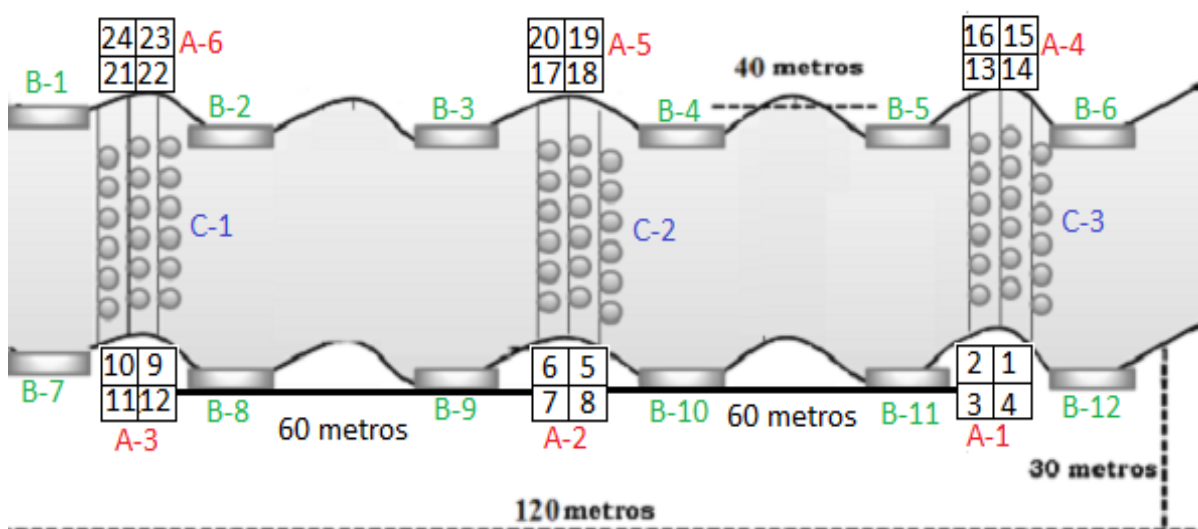 24 23 A-6 20 19 A-5 16 15 A-4
21 22 17 18 13 14
40 metros
B-1 B-2 B-3 B-4 B-5 B-6
C-1 C-2 C-3
10 9 6 5 2 1
11 12 7 8 3 4
B-7 B-8 B-9 B-10 B-11 B-12
60 metros 60 metros
A-3 A-2 A-1
30 metros
120 metros